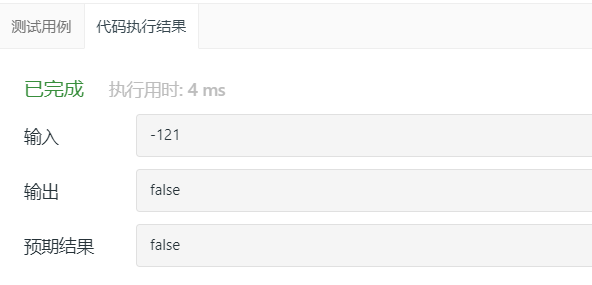 测试用例 代码执行结果
已完成 执行用时: 4 ms
输入 -121
输出 false
预期结果 false